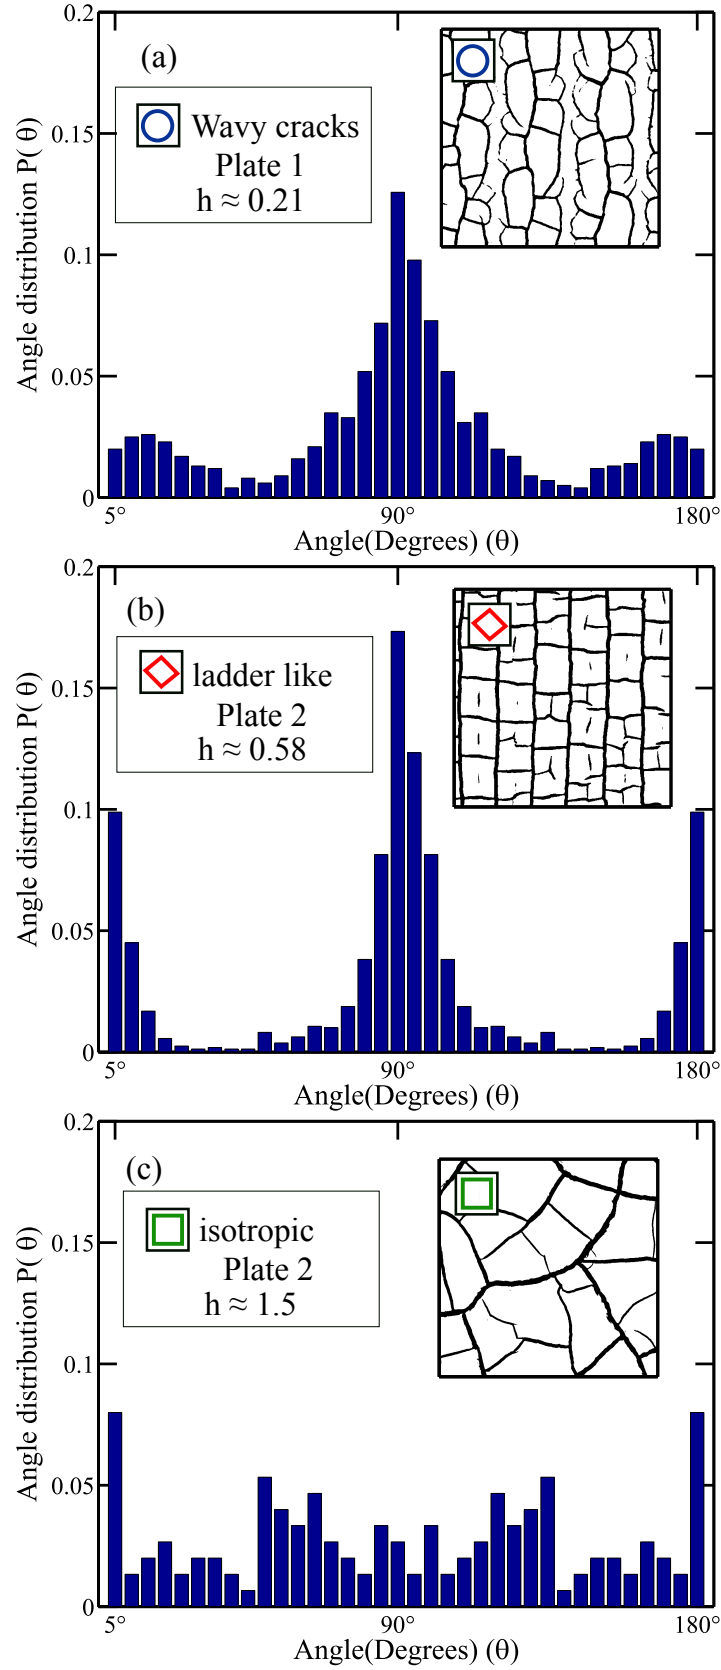 (a)
Wavy cracks
Plate 1
h ≈ 0.21
Angle distribution P( θ)
0.2
0.15
0.1
0.05
0
5°
90°
180°
Angle(Degrees) (θ)
(b)
ladder like
Plate 2
h ≈ 0.58
Angle distribution P( θ)
0.2
0.15
0.1
0.05
0
5°
90°
180°
Angle(Degrees) (θ)
(c)
isotropic
Plate 2
h ≈ 1.5
Angle distribution P( θ)
0.2
0.15
0.1
0.05
0
5°
90°
180°
Angle(Degrees) (θ)